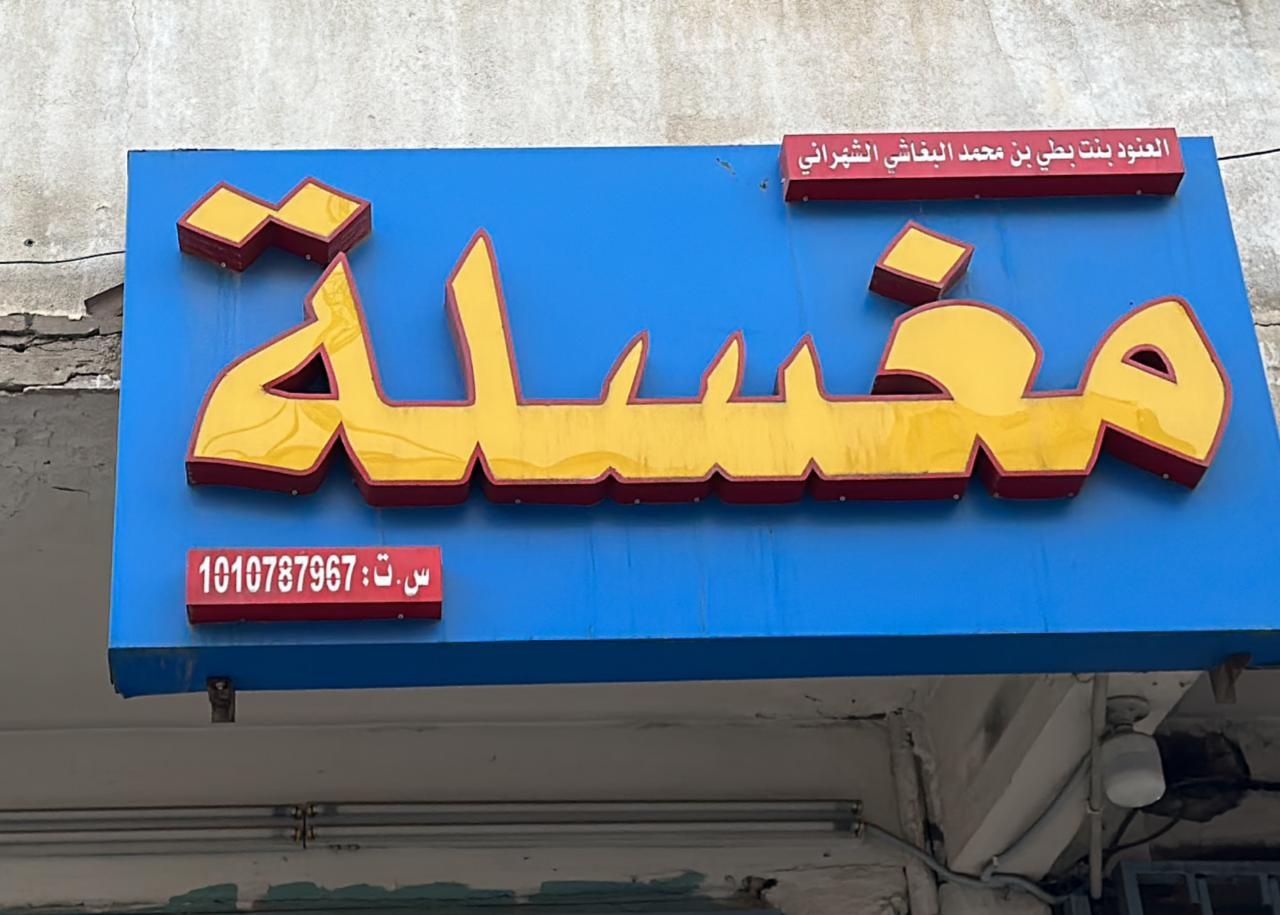 العنود بنت بطي بن محمد البغاشي الشهراني
مغسلة
س.ت: 1010787967